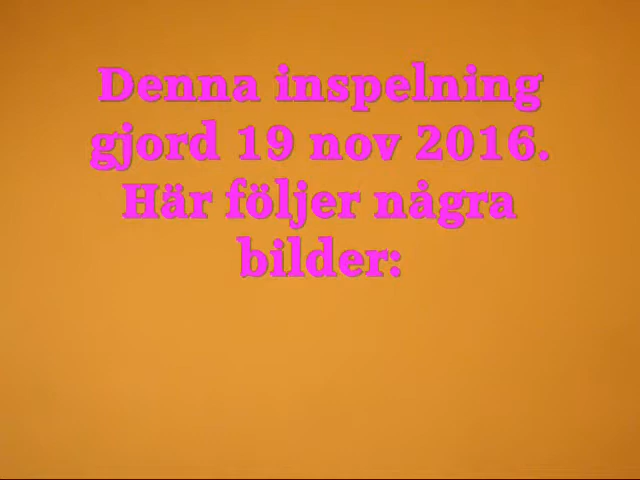 Denna inspelning
gjord 19 nov 2016.
Här följer några
bilder: